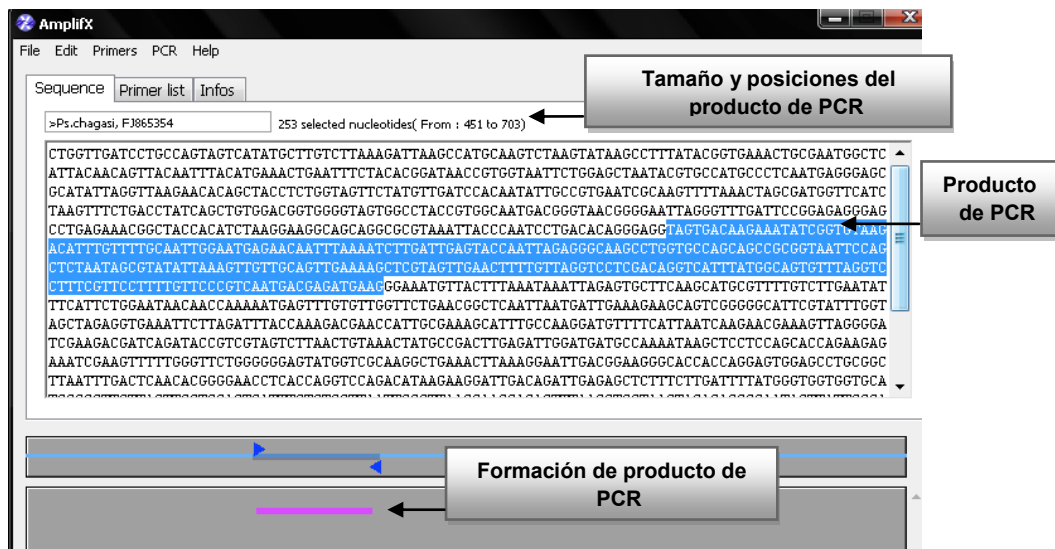 AmplifX
File Edit Primers PCR Help
Tamaño y posiciones del
producto de PCR
Sequence Primer list Infos
>Ps.chagasi, FJ865354
253 selected nucleotides( From : 451 to 703)
CTGGTTGATCCTGCCAGTAGTCATATGCTTGTCTTAAAGATTAAGCCATGCAAGTCTAAGTATAAGCCTTTATACGGTGAAACTGCGAATGGCTC
ATTACAACAGTTACAATTTACATGAAACTGAATTTCTACACGGATAACCGTGGTAATTCTGGAGCTAATACGTGCCATGCCCTCAATGAGGGAGC
GCATATTAGGTTAAGAACACAGCTACCTCTGGTAGTTCTATGTTGATCCACAATATTGCCGTGAATCGCAAGTTTTAAACTAGCGATGGTTCATC
TAAGTTTCTGACCTATCAGCTGTGGACGGTGGGGTAGTGGCCTACCGTGGCAATGACGGGTAACGGGGAATTAGGGTTTGATTCCGGAGAGGGAG
CCTGAGAAACGGCTACCACATCTAAGGAAGGCAGCAGGCGCGTAAATTACCCAATCCTGACACAGGGAGGTAGTGACAAGAAATATCGGTGTAAG
ACATTTGTTTTGCAATTGGAATGAGAACAATTTAAAATCTTGATTGAGTACCAATTAGAGGGCAAGCCTGGTGCCAGCAGCCGCGGTAATTCCAG
CTCTAATAGCGTATATTAAAGTTGTTGCAGTTGAAAAGCTCGTAGTTGAACTTTTGTTAGGTCCTCGACAGGTCATTTATGGCAGTGTTTAGGTC
CTTTCGTTCCTTTTGTTCCCGTCAATGACGAGATGAAGGGAAATGTTACTTTAAATAAATTAGAGTGCTTCAAGCATGCGTTTTGTCTTGAATAT
TTCATTCTGGAATAACAACCAAAAATGAGTTTGTGTTGGTTCTGAACGGCTCAATTAATGATTGAAAGAAGCAGTCGGGGGCATTCGTATTTGGT
AGCTAGAGGTGAAATTCTTAGATTTACCAAAGACGAACCATTGCGAAAGCATTTGCCAAGGATGTTTTCATTAATCAAGAACGAAAGTTAGGGGA
TCGAAGACGATCAGATACCGTCGTAGTCTTAACTGTAAACTATGCCGACTTGAGATTGGATGATGCCAAAATAAGCTCCTCCAGCACCAGAAGAG
AAATCGAAGTTTTTGGGTTCTGGGGGGAGTATGGTCGCAAGGCTGAAACTTAAAGGAATTGACGGAAGGGCACCACCAGGAGTGGAGCCTGCGGC
TTAATTTGACTCAACACGGGGAACCTCACCAGGTCCAGACATAAGAAGGATTGACAGATTGAGAGCTCTTTCTTGATTTTATGGGTGGTGGTGCA
Producto
de PCR
Formación de producto de
PCR